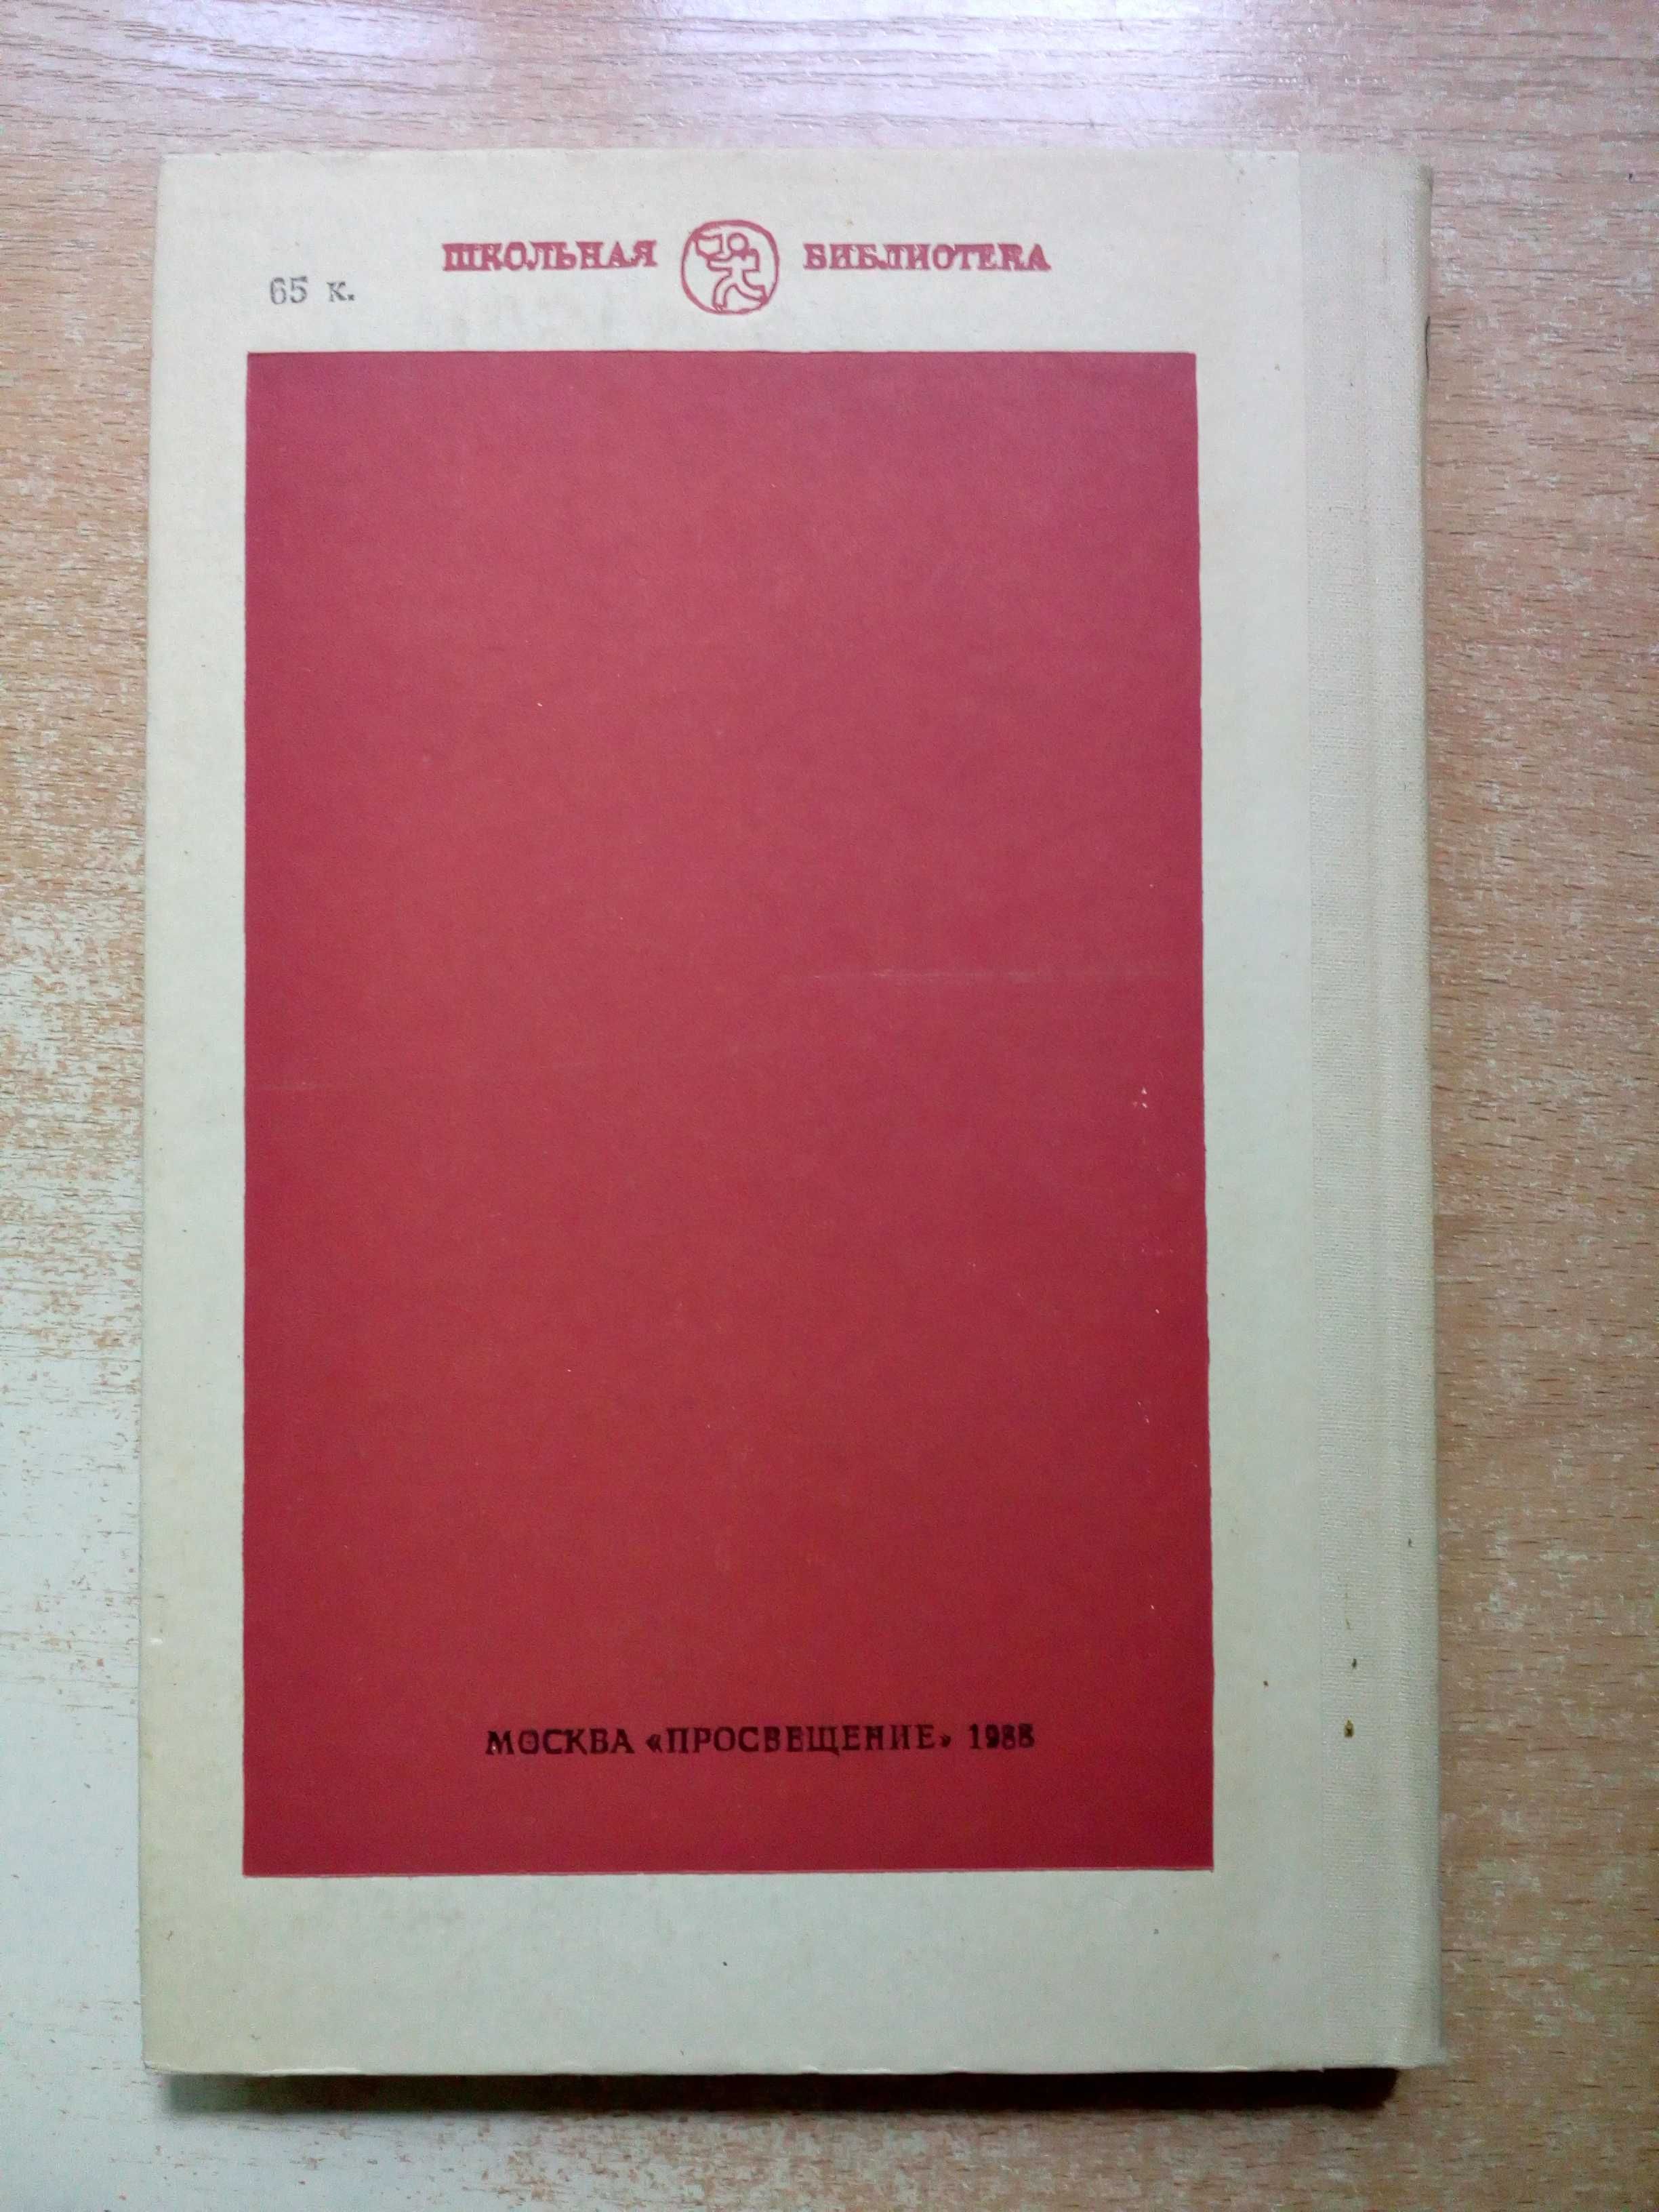 ШКОЛЬНАЯ БИБЛИОТЕКА
65 к.
МОСКВА «ПРОСВЕЩЕНИЕ» 1988